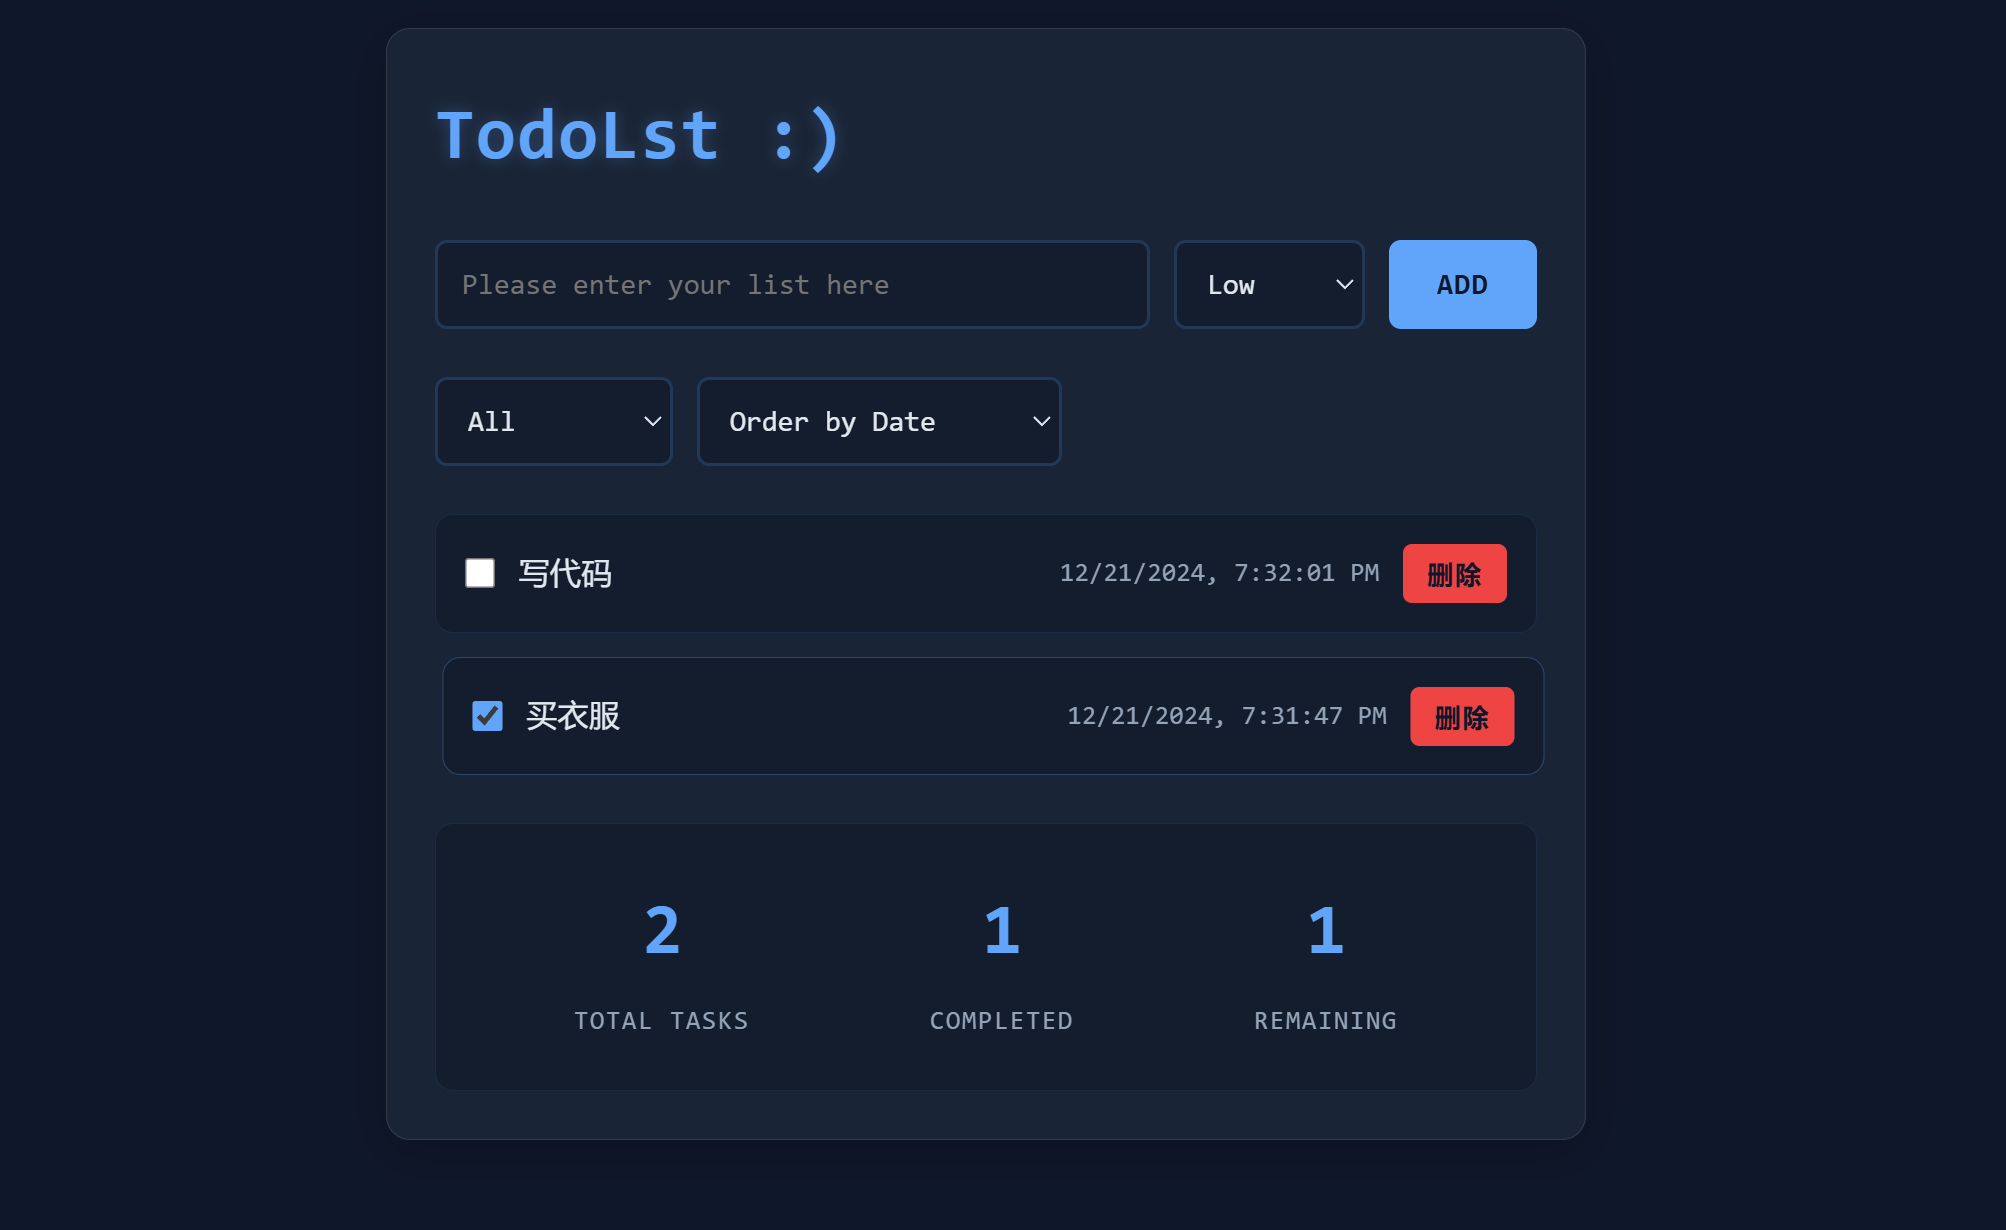 TodoLst :)
Please enter your list here Low ADD
All Order by Date
写代码 12/21/2024, 7:32:01 PM 删除
买衣服 12/21/2024, 7:31:47 PM 删除
2 1 1
TOTAL TASKS COMPLETED REMAINING